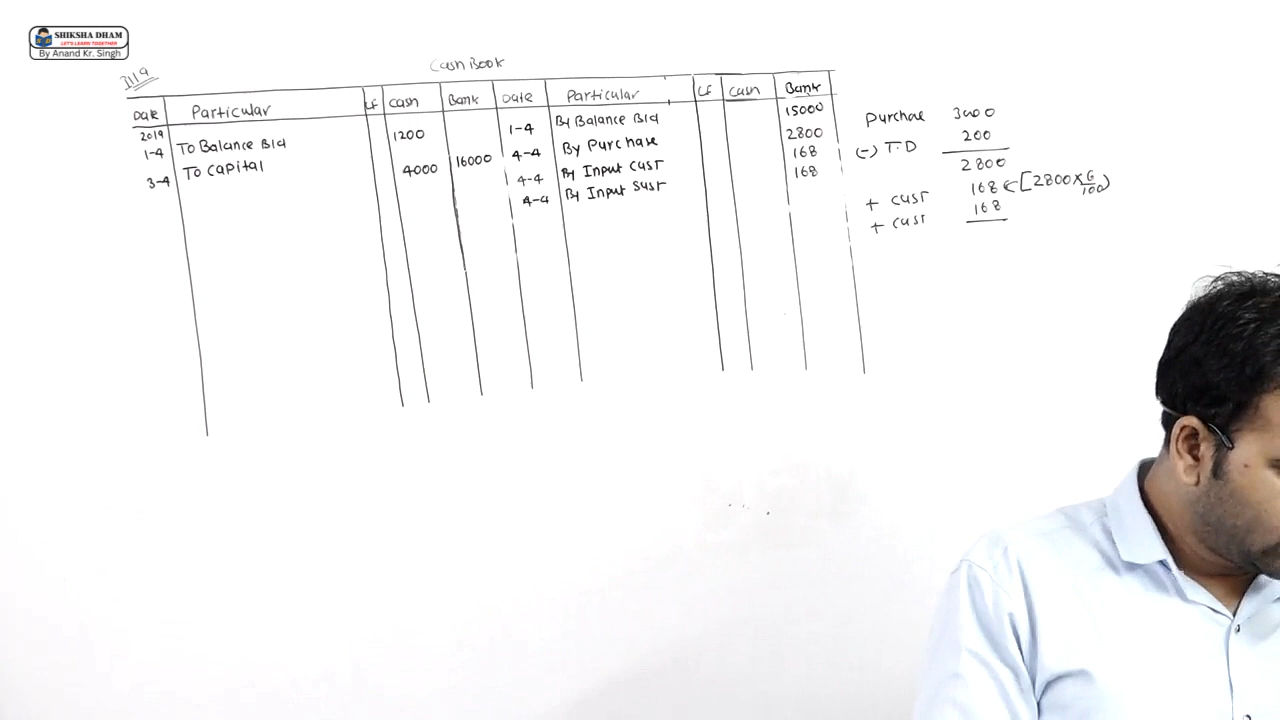 SHIKSHA DHAM
LET'S LEARN TOGETHER
By Anand Kr. Singh
Cash Book
Date Particular LF Cash Bank Date Particular LF Cash Bank
2019
1-4 To Balance B/d 1200 1-4 By Balance B/d 15000
3-4 To Capital 4000 16000 4-4 By Purchase 2800
4-4 By Input CGST 168
4-4 By Input SGST 168
Purchase 3000
(-) T.D 200
2800
+ CGST 168 ← [2800 x 6/100)
+ CGST 168